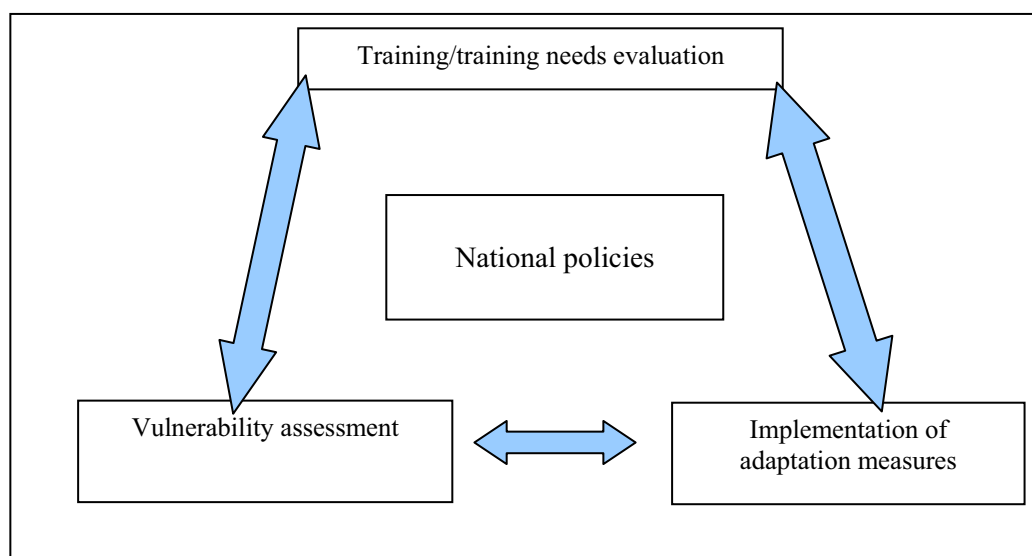 Training/training needs evaluation
National policies
Vulnerability assessment
Implementation of
adaptation measures